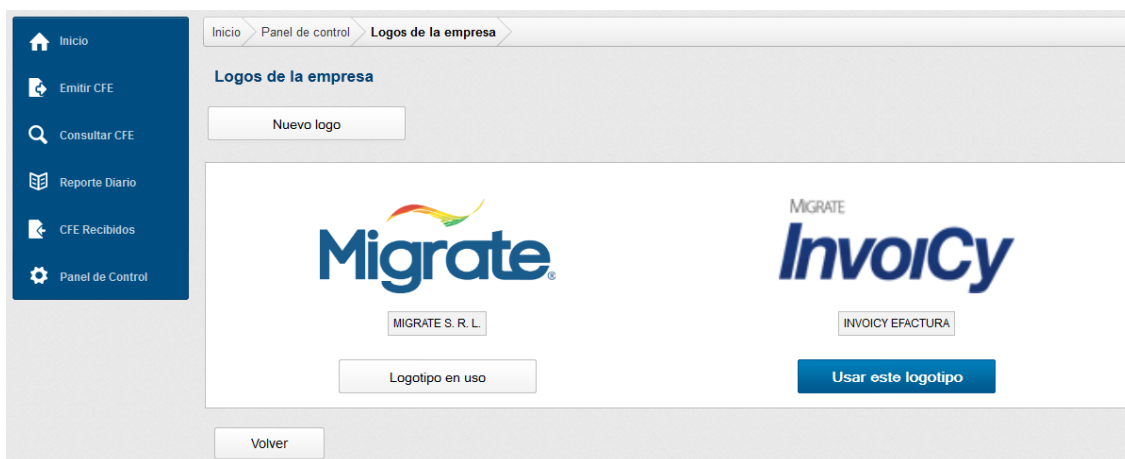 Inicio
Emitir CFE
Consultar CFE
Reporte Diario
CFE Recibidos
Panel de Control
Inicio Panel de control Logos de la empresa
Logos de la empresa
Nuevo logo
Migrate®
MIGRATE S. R. L.
Logotipo en uso
MIGRATE
InvoiCy
INVOICY EFACTURA
Usar este logotipo
Volver